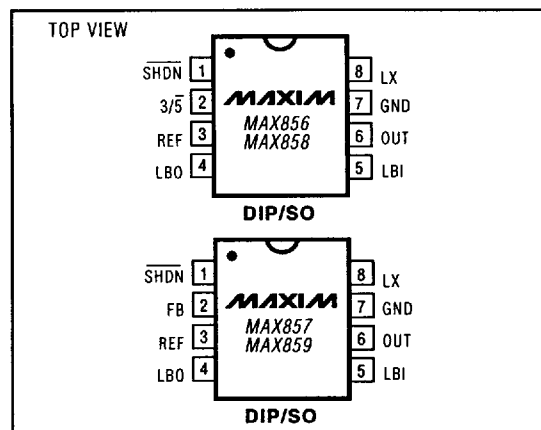 TOP VIEW
S̅H̅D̅N̅ 1 8 LX
3/5̅ 2 MAXIM 7 GND
REF 3 MAX856 6 OUT
MAX858
LBO 4 5 LBI
DIP/SO
S̅H̅D̅N̅ 1 8 LX
FB 2 MAXIM 7 GND
REF 3 MAX857 6 OUT
MAX859
LBO 4 5 LBI
DIP/SO